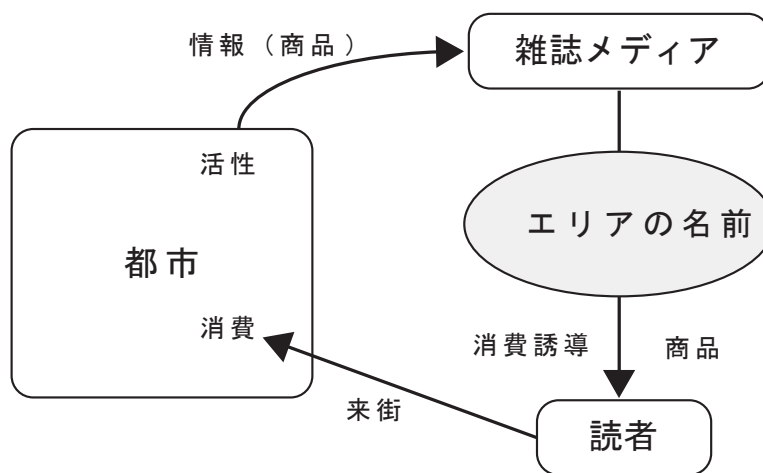 情報（商品）
雑誌メディア
活性
エリアの名前
都市
消費
消費誘導
商品
来街
読者